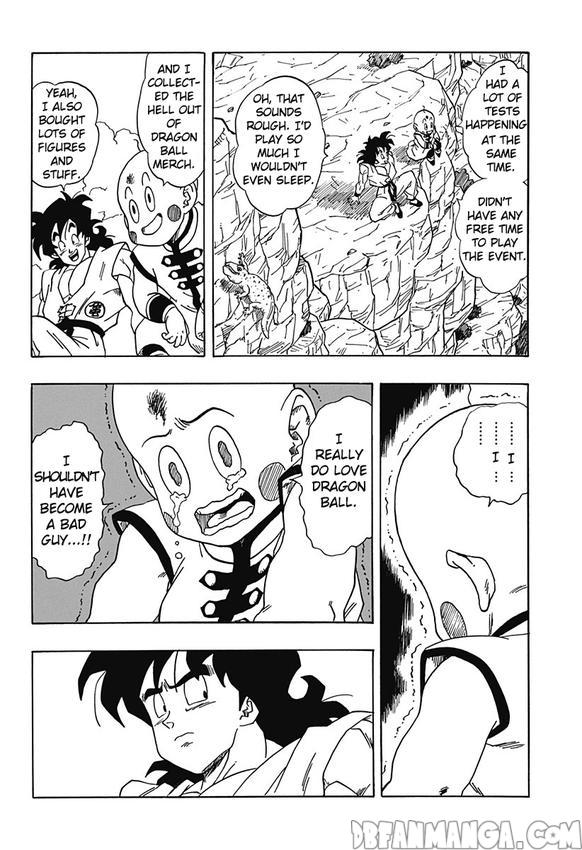 I
HAD A
LOT OF
TESTS
HAPPENING
AT THE
SAME
TIME.
DIDN'T
HAVE ANY
FREE TIME
TO PLAY
THE EVENT.
OH, THAT
SOUNDS
ROUGH. I'D
PLAY SO
MUCH I
WOULDN'T
EVEN SLEEP.
AND I
COLLECT-
ED THE
HELL OUT
OF
DRAGON
BALL
MERCH.
YEAH,
I ALSO
BOUGHT
LOTS OF
FIGURES
AND
STUFF.
...... ......
I I
... ...
I
REALLY
DO LOVE
DRAGON
BALL.
I
SHOULDN'T
HAVE
BECOME
A BAD
GUY...!!
DBFANMANGA.COM